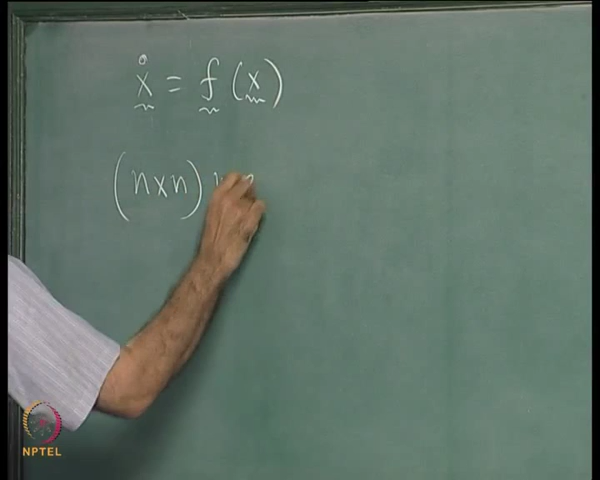 ẋ = f (x)
(n×n)
NPTEL